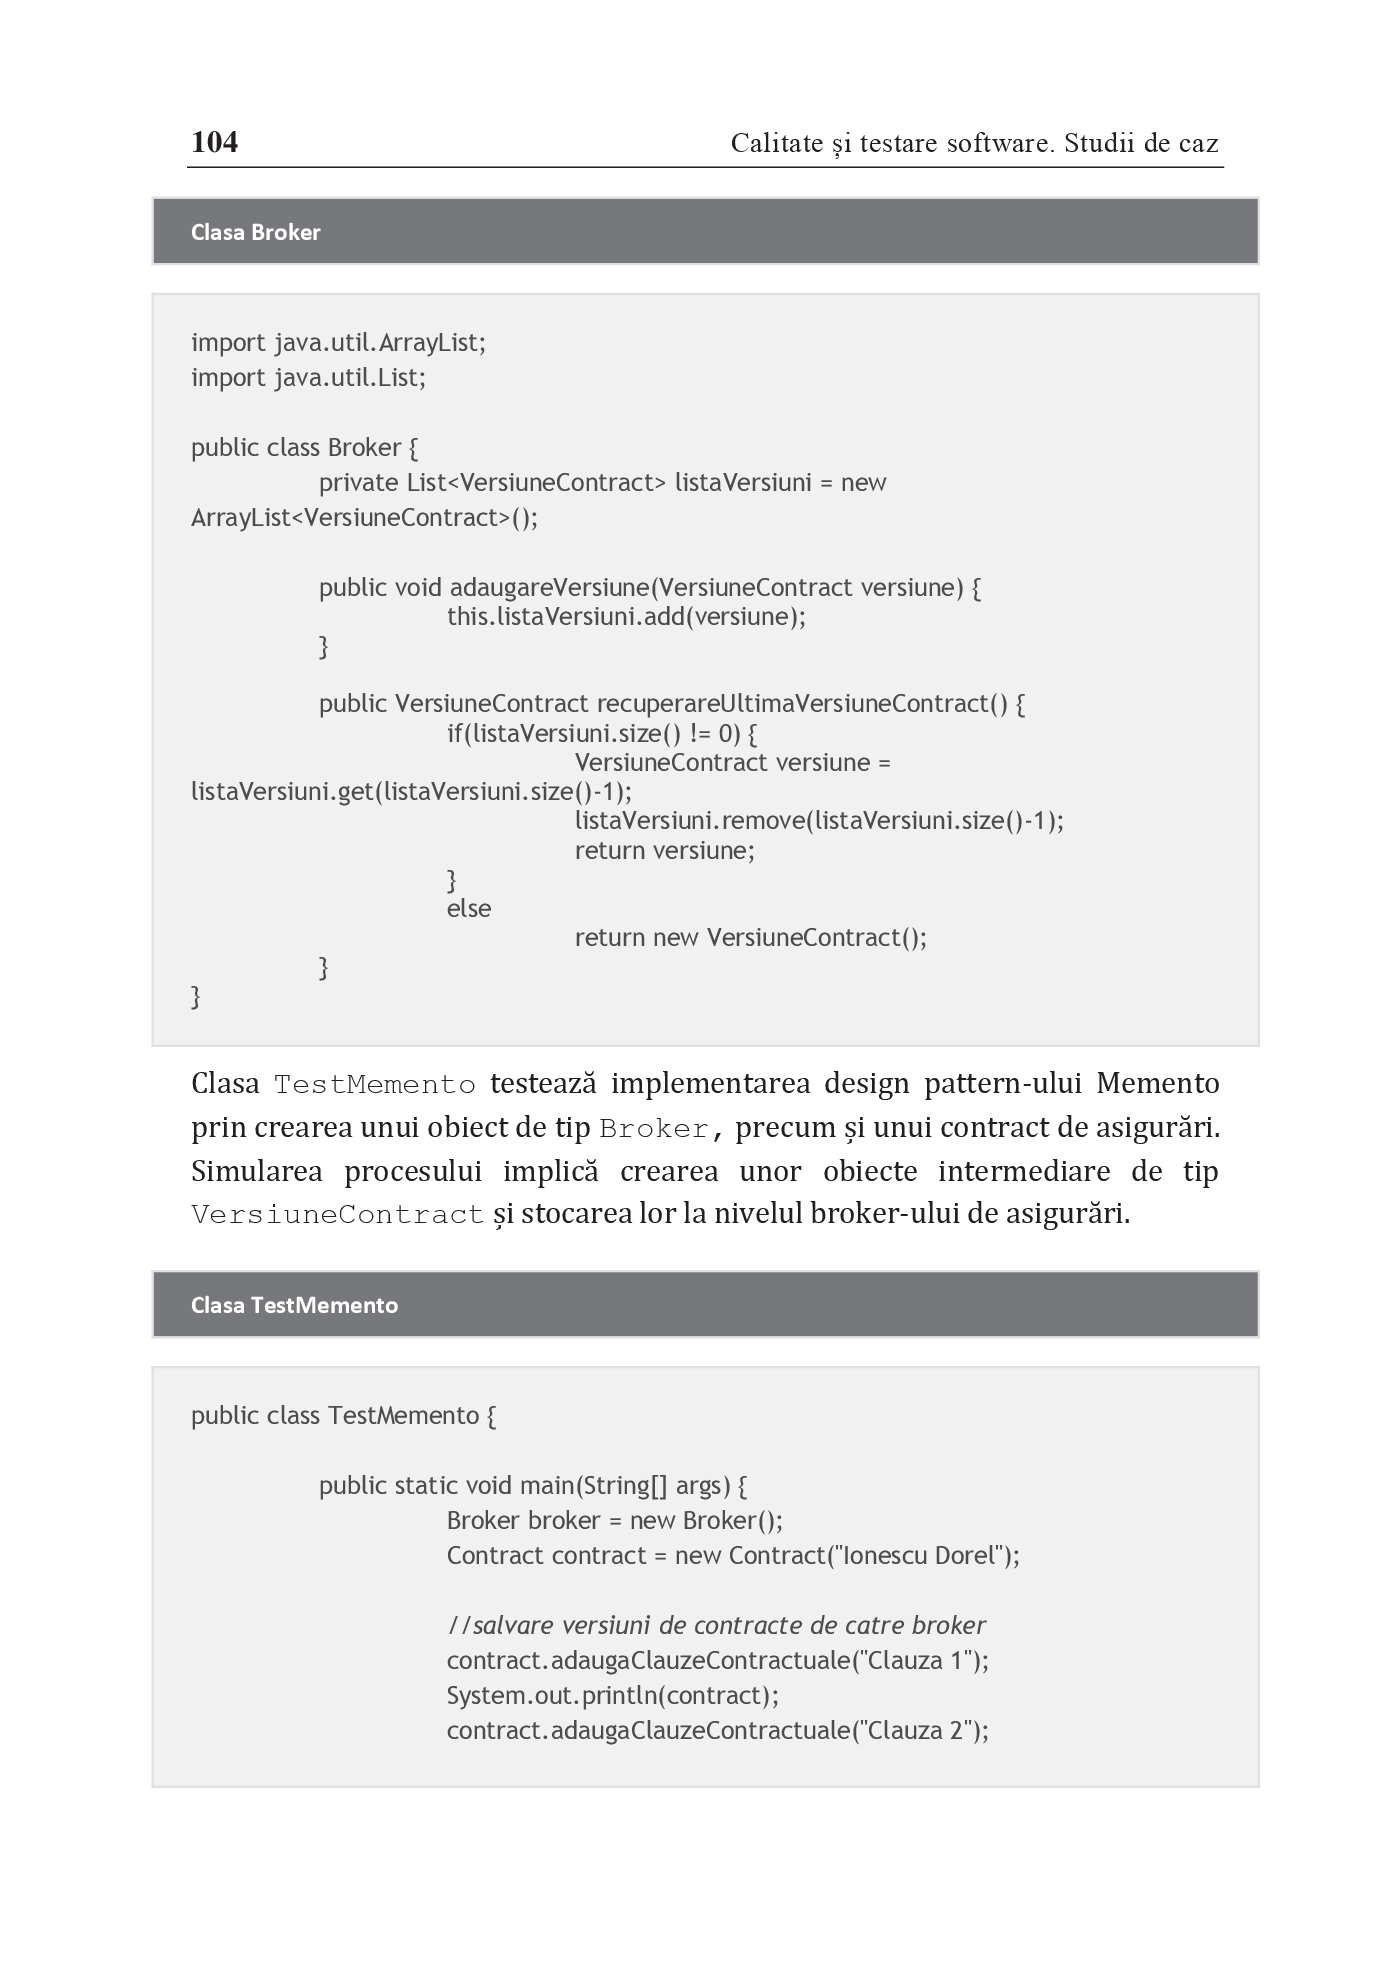 104 Calitate și testare software. Studii de caz
Clasa Broker
import java.util.ArrayList;
import java.util.List;
public class Broker {
private List<VersiuneContract> listaVersiuni = new
ArrayList<VersiuneContract>();
public void adaugareVersiune(VersiuneContract versiune) {
this.listaVersiuni.add(versiune);
}
public VersiuneContract recuperareUltimaVersiuneContract() {
if(listaVersiuni.size() != 0) {
VersiuneContract versiune =
listaVersiuni.get(listaVersiuni.size()-1);
listaVersiuni.remove(listaVersiuni.size()-1);
return versiune;
}
else
return new VersiuneContract();
}
}
Clasa TestMemento testează implementarea design pattern-ului Memento
prin crearea unui obiect de tip Broker, precum și unui contract de asigurări.
Simularea procesului implică crearea unor obiecte intermediare de tip
VersiuneContract și stocarea lor la nivelul broker-ului de asigurări.
Clasa TestMemento
public class TestMemento {
public static void main(String[] args) {
Broker broker = new Broker();
Contract contract = new Contract("Ionescu Dorel");
//salvare versiuni de contracte de catre broker
contract.adaugaClauzeContractuale("Clauza 1");
System.out.println(contract);
contract.adaugaClauzeContractuale("Clauza 2");